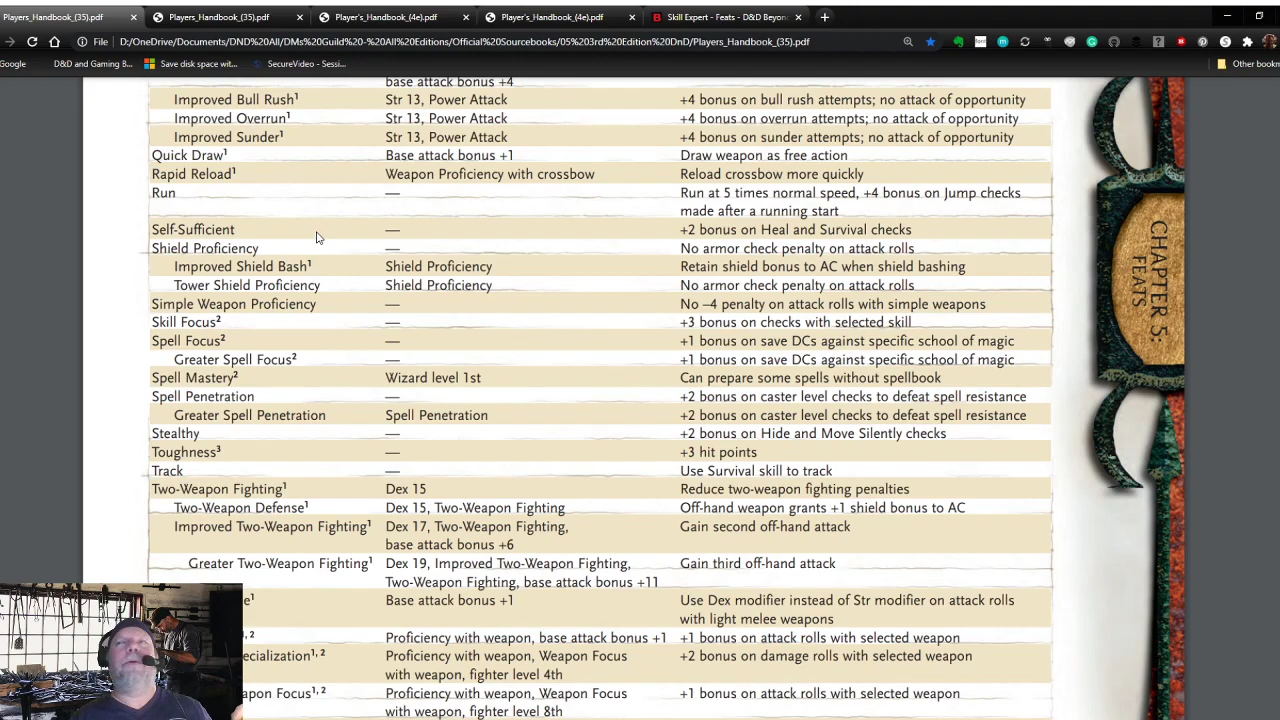 Players_Handbook_(35).pdf Players_Handbook_(35).pdf Player's_Handbook_(4e).pdf Player's_Handbook_(4e).pdf Skill Expert - Feats - D&D Beyon
File D:/OneDrive/Documents/DND%20All/DMs%20Guild%20-%20All%20Editions/Official%20Sourcebooks/05%203rd%20Edition%20DnD/Players_Handbook_(35).pdf
Google D&D and Gaming B... Save disk space wit... SecureVideo - Sessi... Other bookm
base attack bonus +4
Improved Bull Rush¹ Str 13, Power Attack +4 bonus on bull rush attempts; no attack of opportunity
Improved Overrun¹ Str 13, Power Attack +4 bonus on overrun attempts; no attack of opportunity
Improved Sunder¹ Str 13, Power Attack +4 bonus on sunder attempts; no attack of opportunity
Quick Draw¹ Base attack bonus +1 Draw weapon as free action
Rapid Reload¹ Weapon Proficiency with crossbow Reload crossbow more quickly
Run — Run at 5 times normal speed, +4 bonus on Jump checks
made after a running start
Self-Sufficient — +2 bonus on Heal and Survival checks
Shield Proficiency — No armor check penalty on attack rolls
Improved Shield Bash¹ Shield Proficiency Retain shield bonus to AC when shield bashing
Tower Shield Proficiency Shield Proficiency No armor check penalty on attack rolls
Simple Weapon Proficiency — No –4 penalty on attack rolls with simple weapons
Skill Focus² — +3 bonus on checks with selected skill
Spell Focus² — +1 bonus on save DCs against specific school of magic
Greater Spell Focus² — +1 bonus on save DCs against specific school of magic
Spell Mastery² Wizard level 1st Can prepare some spells without spellbook
Spell Penetration — +2 bonus on caster level checks to defeat spell resistance
Greater Spell Penetration Spell Penetration +2 bonus on caster level checks to defeat spell resistance
Stealthy — +2 bonus on Hide and Move Silently checks
Toughness³ — +3 hit points
Track — Use Survival skill to track
Two-Weapon Fighting¹ Dex 15 Reduce two-weapon fighting penalties
Two-Weapon Defense¹ Dex 15, Two-Weapon Fighting Off-hand weapon grants +1 shield bonus to AC
Improved Two-Weapon Fighting¹ Dex 17, Two-Weapon Fighting, Gain second off-hand attack
base attack bonus +6
Greater Two-Weapon Fighting¹ Dex 19, Improved Two-Weapon Fighting, Gain third off-hand attack
Two-Weapon Fighting, base attack bonus +11
e¹ Base attack bonus +1 Use Dex modifier instead of Str modifier on attack rolls
with light melee weapons
¹, ² Proficiency with weapon, base attack bonus +1 +1 bonus on attack rolls with selected weapon
ecialization¹, ² Proficiency with weapon, Weapon Focus +2 bonus on damage rolls with selected weapon
with weapon, fighter level 4th
apon Focus¹, ² Proficiency with weapon, Weapon Focus +1 bonus on attack rolls with selected weapon
with weapon, fighter level 8th
CHAPTER 5:
FEATS